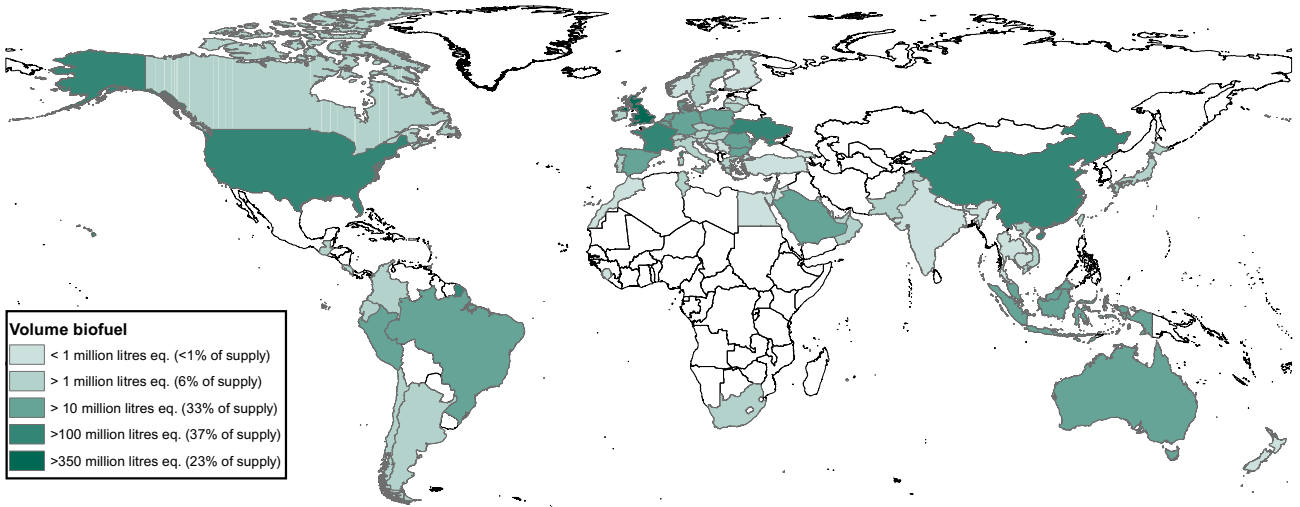 Volume biofuel
< 1 million litres eq. (<1% of supply)
> 1 million litres eq. (6% of supply)
> 10 million litres eq. (33% of supply)
>100 million litres eq. (37% of supply)
>350 million litres eq. (23% of supply)